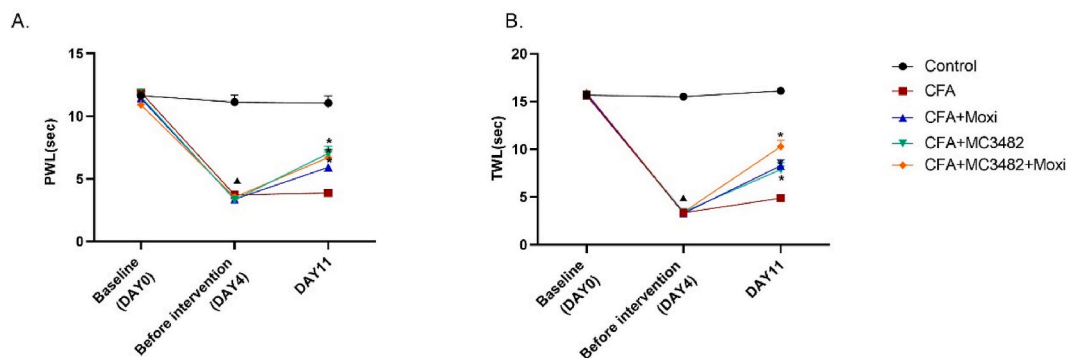 A.
PWL(sec)
15
10
5
0
Baseline
(DAY0)
Before intervention
(DAY4)
DAY11
*
*
*
B.
TWL(sec)
20
15
10
5
0
Baseline
(DAY0)
Before intervention
(DAY4)
DAY11
*
*
*
Control
CFA
CFA+Moxi
CFA+MC3482
CFA+MC3482+Moxi